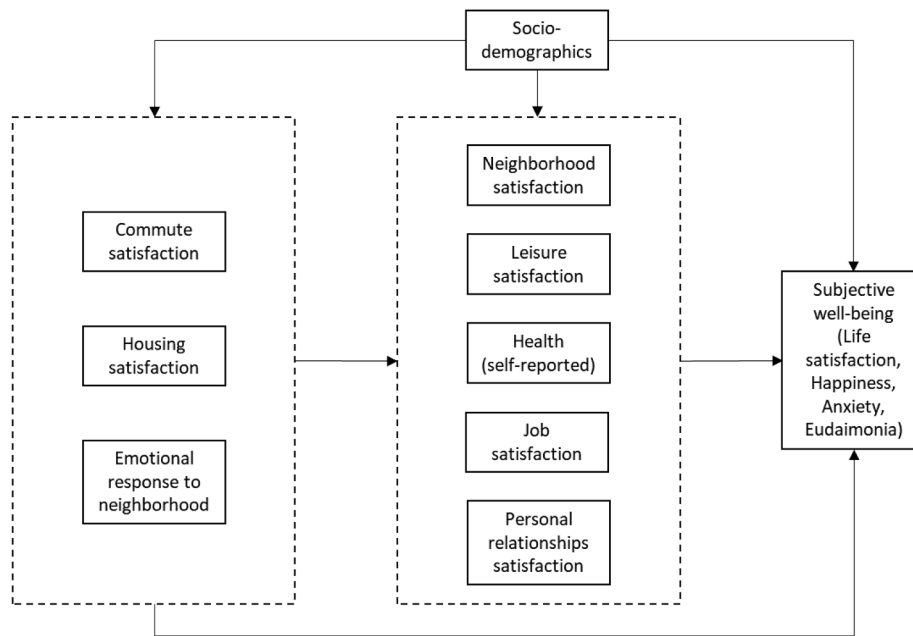 Socio-
demographics
Commute
satisfaction
Housing
satisfaction
Emotional
response to
neighborhood
Neighborhood
satisfaction
Leisure
satisfaction
Health
(self-reported)
Job
satisfaction
Personal
relationships
satisfaction
Subjective
well-being
(Life
satisfaction,
Happiness,
Anxiety,
Eudaimonia)